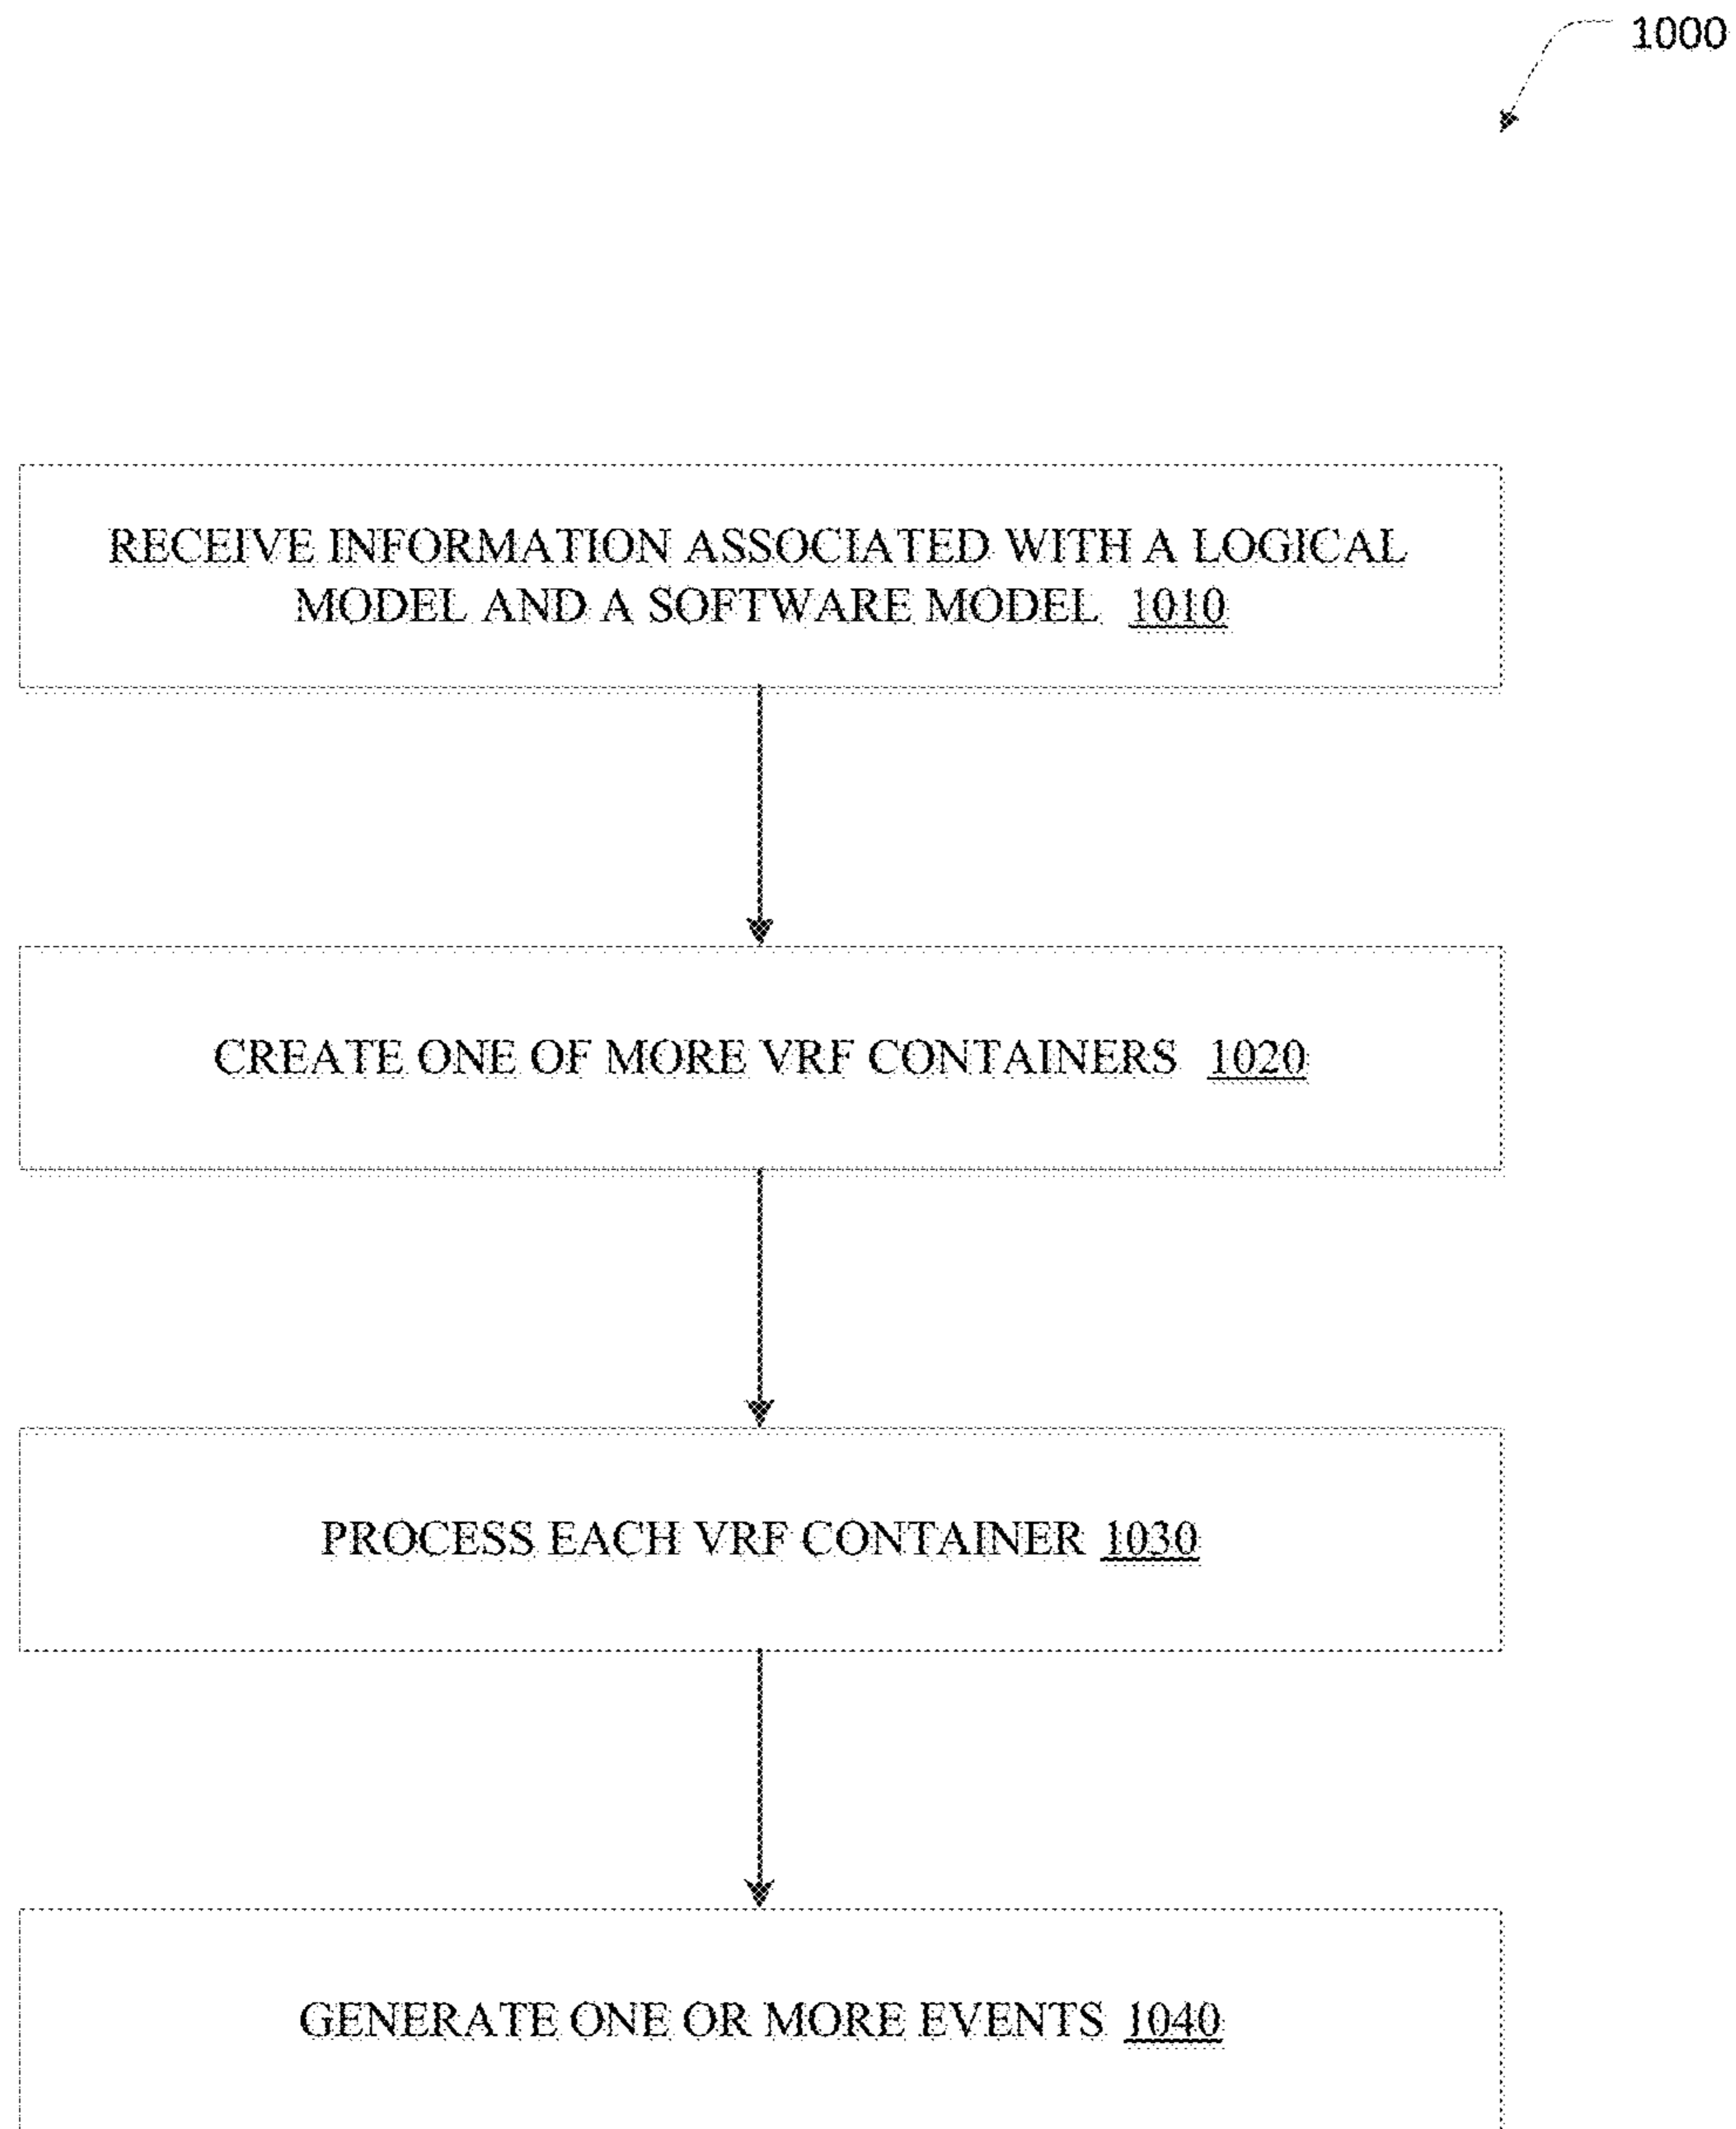 1000
RECEIVE INFORMATION ASSOCIATED WITH A LOGICAL
MODEL AND A SOFTWARE MODEL 1010
CREATE ONE OF MORE VRF CONTAINERS 1020
PROCESS EACH VRF CONTAINER 1030
GENERATE ONE OR MORE EVENTS 1040